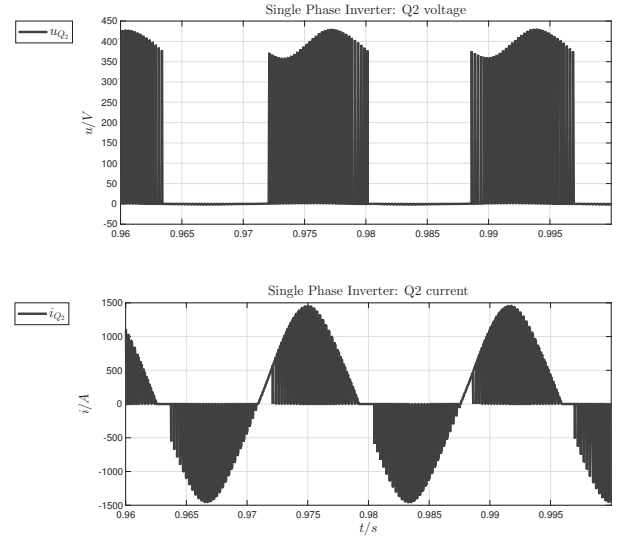 Single Phase Inverter: Q2 voltage
u_{Q_2}
u/V
450
400
350
300
250
200
150
100
50
0
-50
0.96 0.965 0.97 0.975 0.98 0.985 0.99 0.995
Single Phase Inverter: Q2 current
i_{Q_2}
i/A
1500
1000
500
0
-500
-1000
-1500
0.96 0.965 0.97 0.975 0.98 0.985 0.99 0.995
t/s